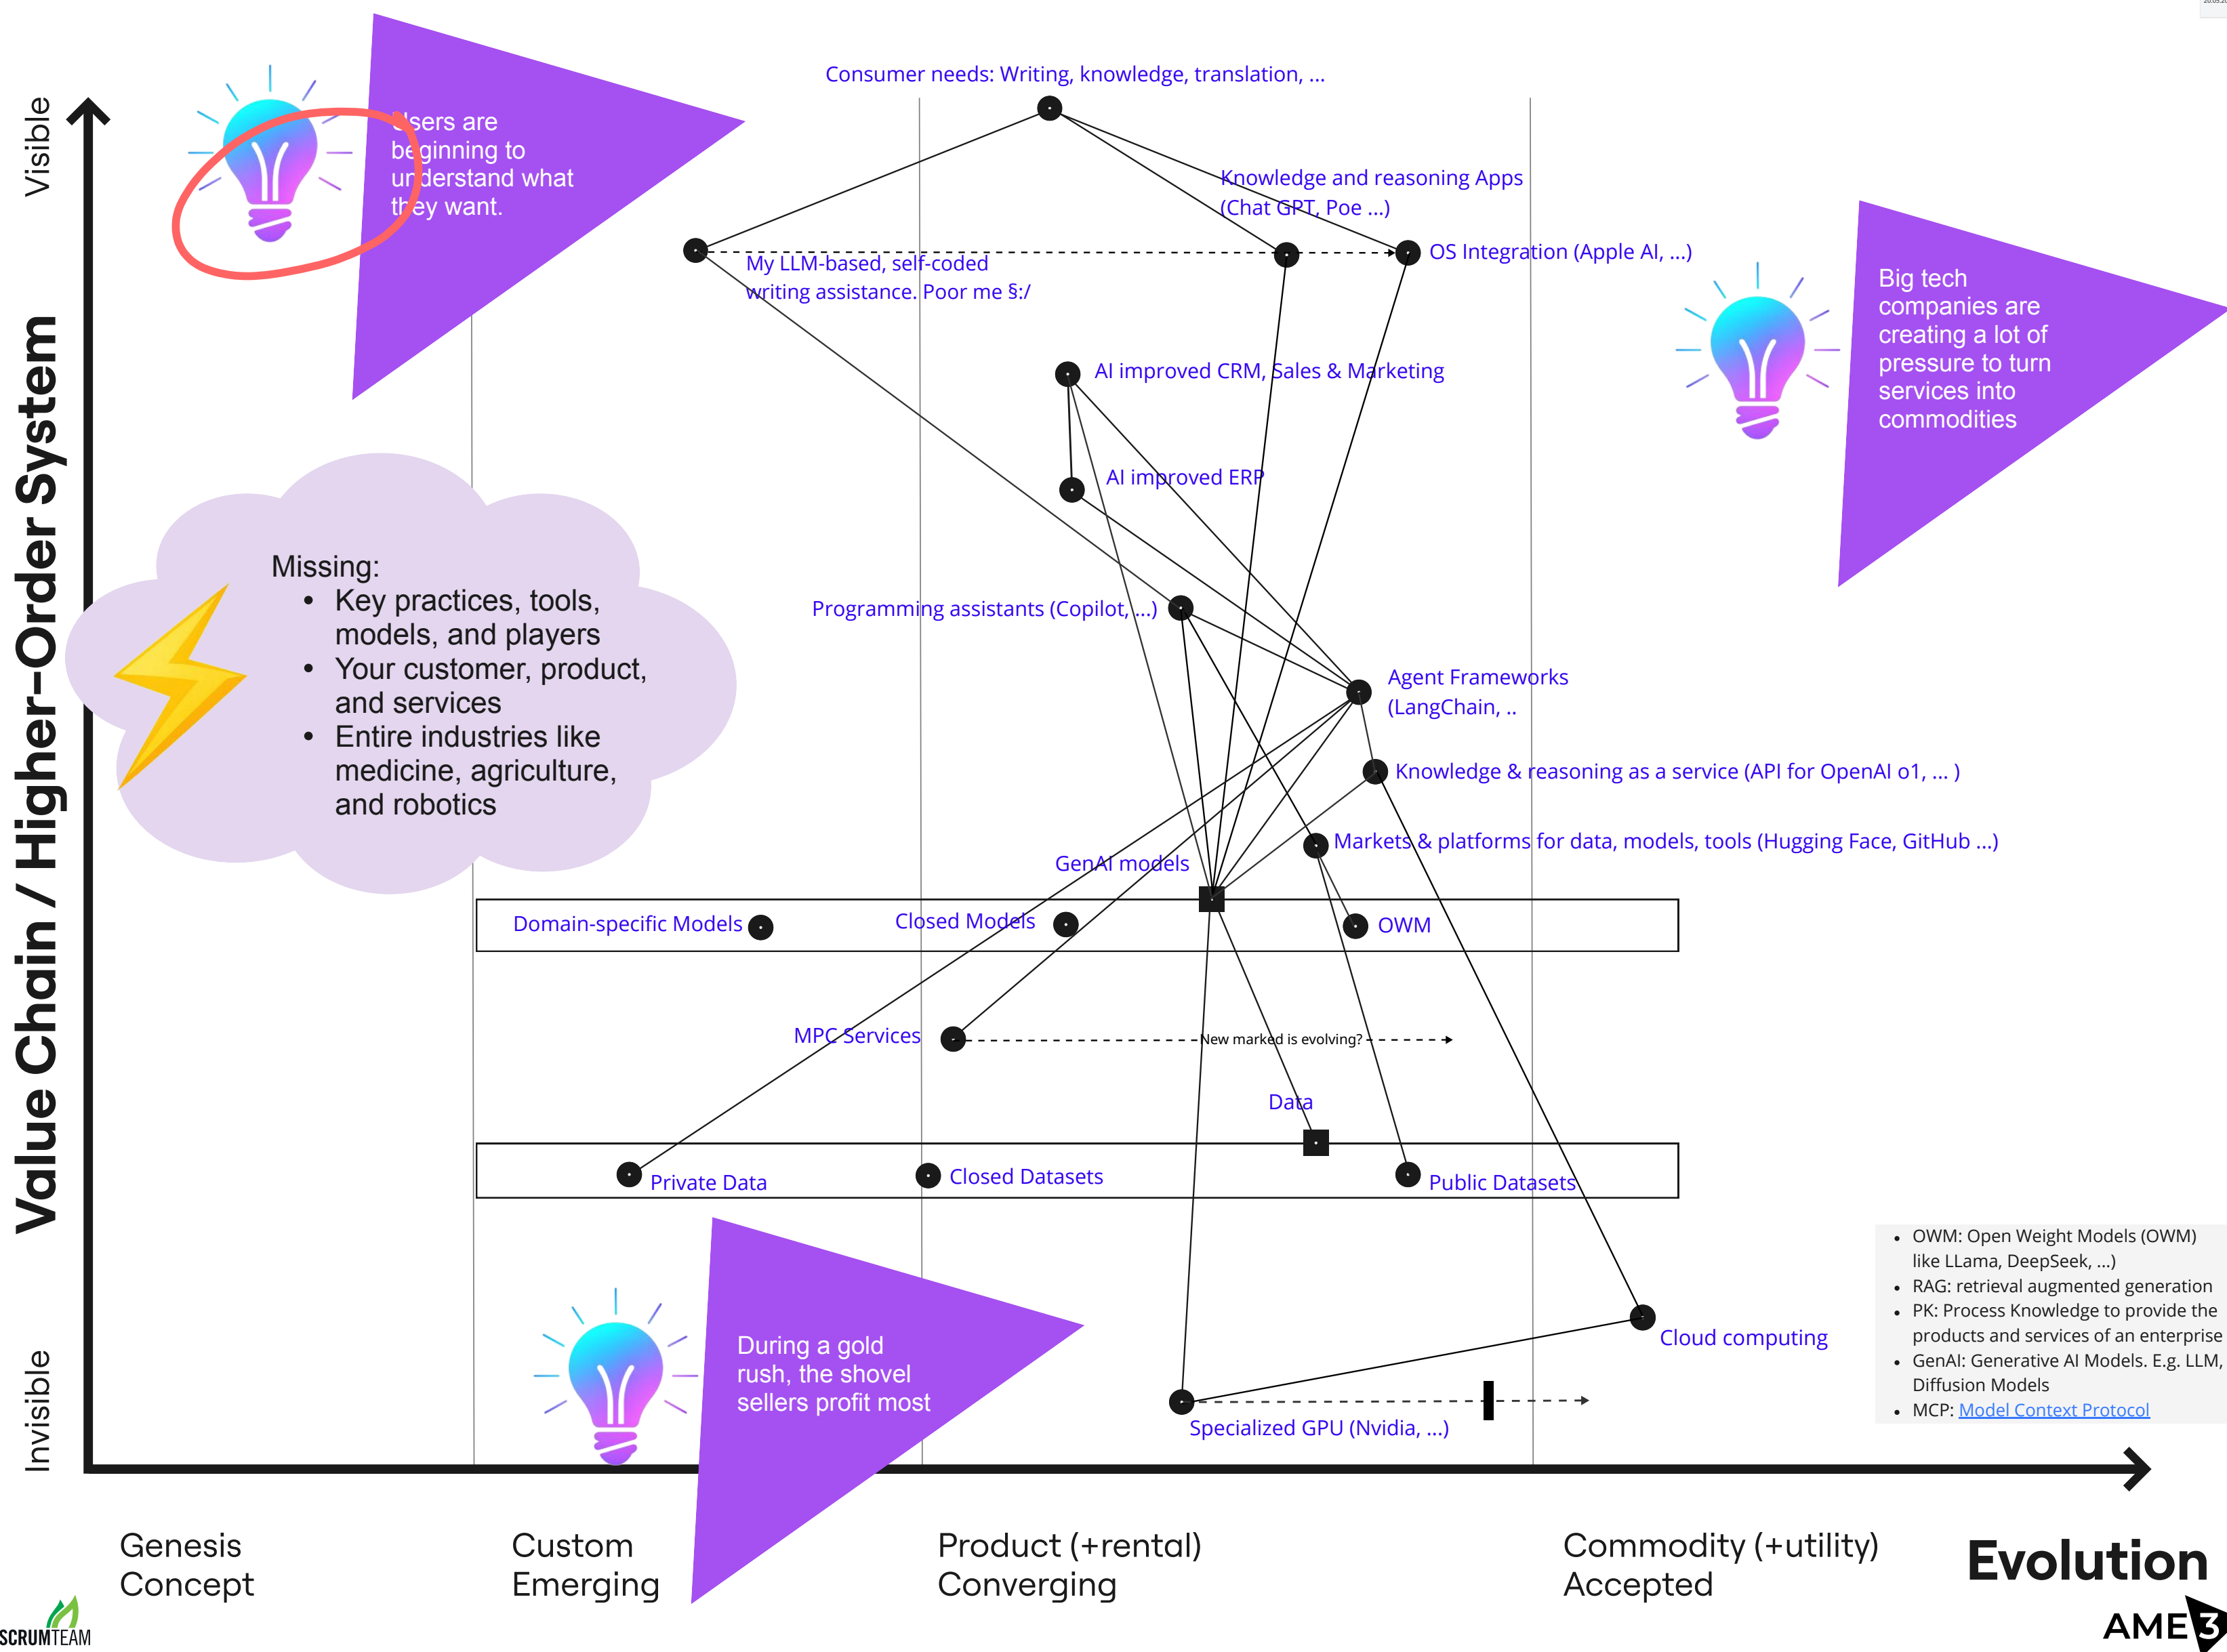 Visible
Value Chain / Higher-Order System
Invisible
Users are
beginning to
understand what
they want.
Consumer needs: Writing, knowledge, translation, ...
Knowledge and reasoning Apps
(Chat GPT, Poe ...)
OS Integration (Apple AI, ...)
My LLM-based, self-coded
writing assistance. Poor me §:/
Big tech
companies are
creating a lot of
pressure to turn
services into
commodities
AI improved CRM, Sales & Marketing
AI improved ERP
Missing:
• Key practices, tools,
models, and players
• Your customer, product,
and services
• Entire industries like
medicine, agriculture,
and robotics
Programming assistants (Copilot, ...)
Agent Frameworks
(LangChain, ..
Knowledge & reasoning as a service (API for OpenAI o1, ... )
Markets & platforms for data, models, tools (Hugging Face, GitHub ...)
GenAI models
Domain-specific Models
Closed Models
OWM
MPC Services
New marked is evolving?
Data
Private Data
Closed Datasets
Public Datasets
During a gold
rush, the shovel
sellers profit most
Cloud computing
Specialized GPU (Nvidia, ...)
• OWM: Open Weight Models (OWM)
like LLama, DeepSeek, ...)
• RAG: retrieval augmented generation
• PK: Process Knowledge to provide the
products and services of an enterprise
• GenAI: Generative AI Models. E.g. LLM,
Diffusion Models
• MCP: Model Context Protocol
Genesis
Concept
Custom
Emerging
Product (+rental)
Converging
Commodity (+utility)
Accepted
Evolution
SCRUMTEAM
AME3